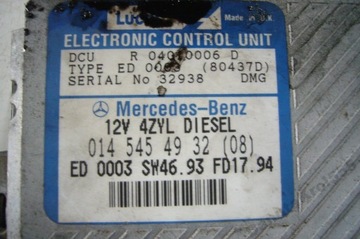 Made in U.K
ELECTRONIC CONTROL UNIT
DCU R 04010006 D
TYPE ED (80437D)
SERIAL No 32938 DMG
Mercedes-Benz
12V 4ZYL DIESEL
014 545 49 32 (08)
ED 0003 SW46.93 FD17.94